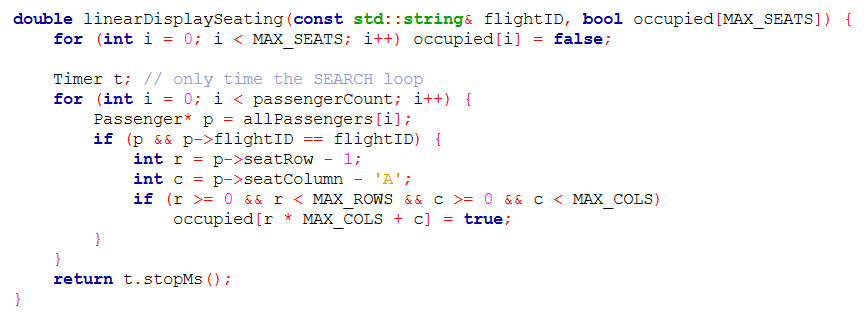 double linearDisplaySeating(const std::string& flightID, bool occupied[MAX_SEATS]) {
    for (int i = 0; i < MAX_SEATS; i++) occupied[i] = false;

    Timer t; // only time the SEARCH loop
    for (int i = 0; i < passengerCount; i++) {
        Passenger* p = allPassengers[i];
        if (p && p->flightID == flightID) {
            int r = p->seatRow - 1;
            int c = p->seatColumn - 'A';
            if (r >= 0 && r < MAX_ROWS && c >= 0 && c < MAX_COLS)
                occupied[r * MAX_COLS + c] = true;
        }
    }
    return t.stopMs();
}